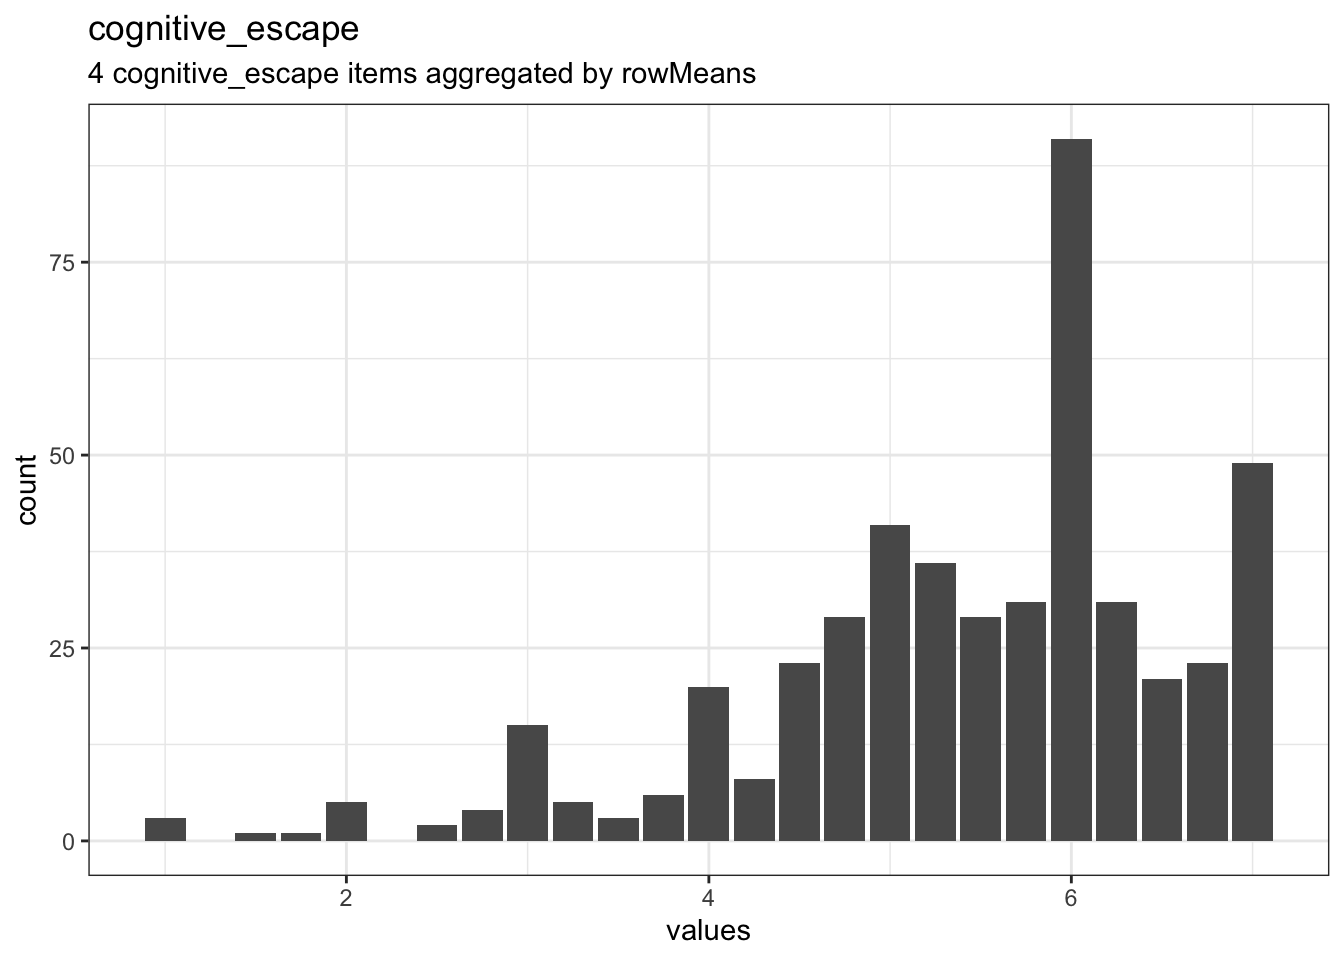 cognitive_escape
4 cognitive_escape items aggregated by rowMeans
75
50
25
0
count
2 4 6
values